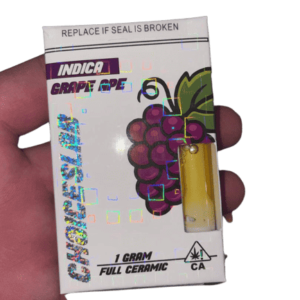 REPLACE IF SEAL IS BROKEN
INDICA
GRAPE APE
CHOICESLAB
1 GRAM
FULL CERAMIC
CA